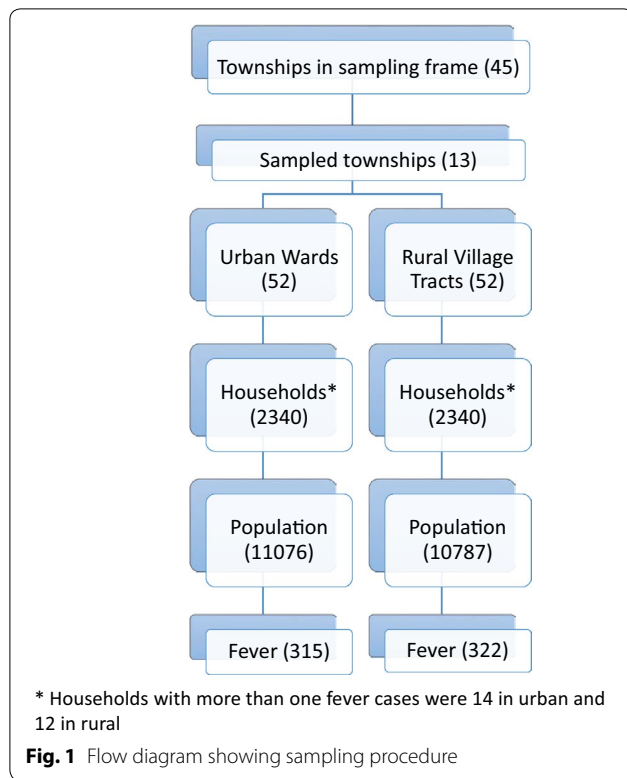 Townships in sampling frame (45)
Sampled townships (13)
Urban Wards
(52)
Rural Village
Tracts (52)
Households*
(2340)
Households*
(2340)
Population
(11076)
Population
(10787)
Fever (315)
Fever (322)
* Households with more than one fever cases were 14 in urban and
12 in rural
Fig. 1 Flow diagram showing sampling procedure